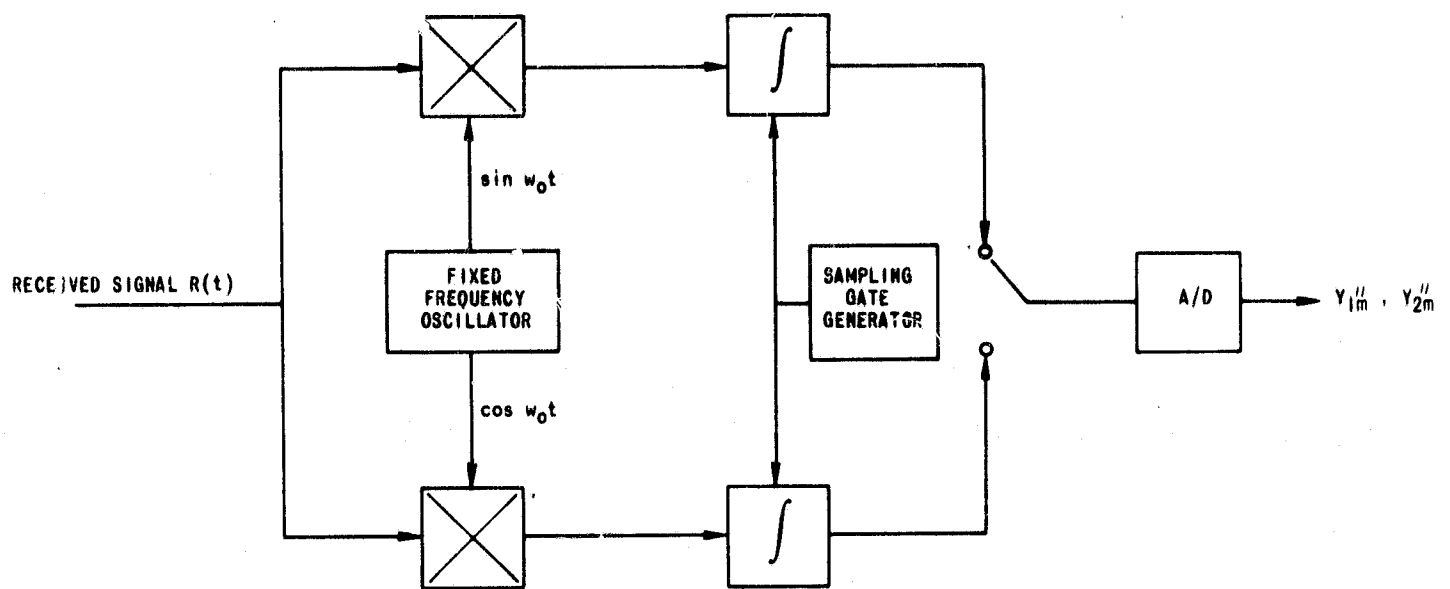 ∫
sin w₀t
RECEIVED SIGNAL R(t)
FIXED
FREQUENCY
OSCILLATOR
SAMPLING
GATE
GENERATOR
A/D
Y₁ₘ'' , Y₂ₘ''
cos w₀t
∫